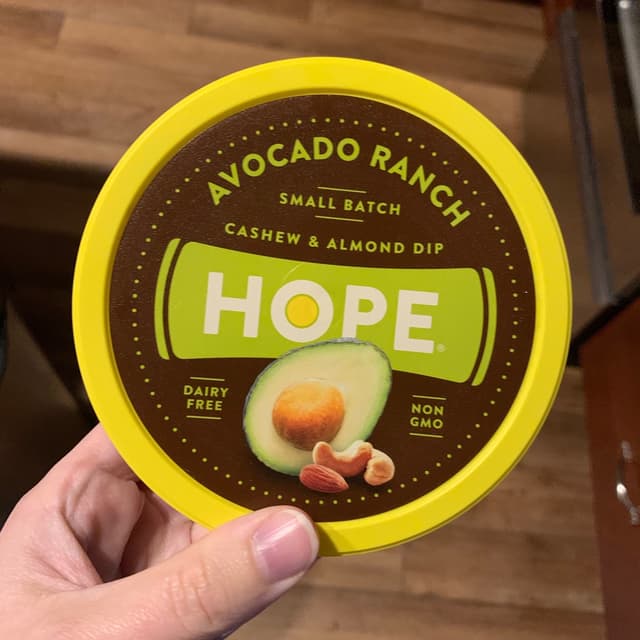 AVOCADO RANCH
SMALL BATCH
CASHEW & ALMOND DIP
HOPE®
DAIRY
FREE
NON
GMO